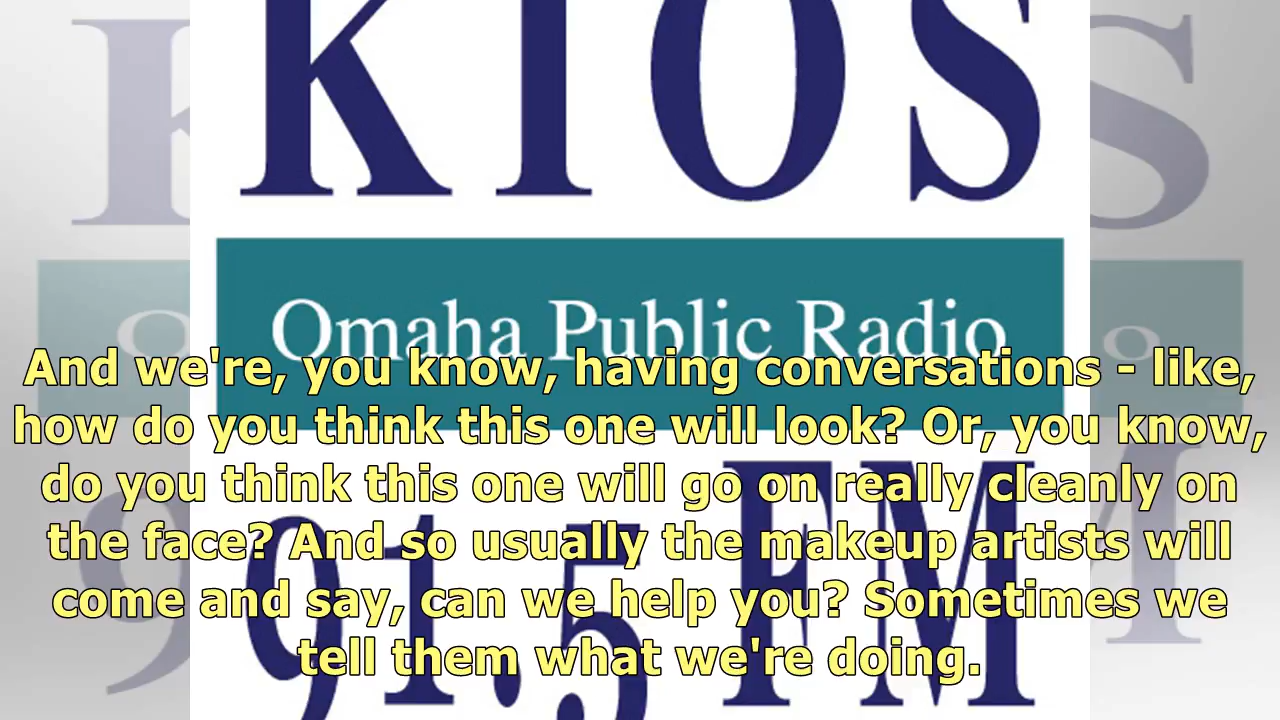 KIOS
Omaha Public Radio
And we're, you know, having conversations - like,
how do you think this one will look? Or, you know,
do you think this one will go on really cleanly on
the face? And so usually the makeup artists will
come and say, can we help you? Sometimes we
tell them what we're doing.
91.5 FM